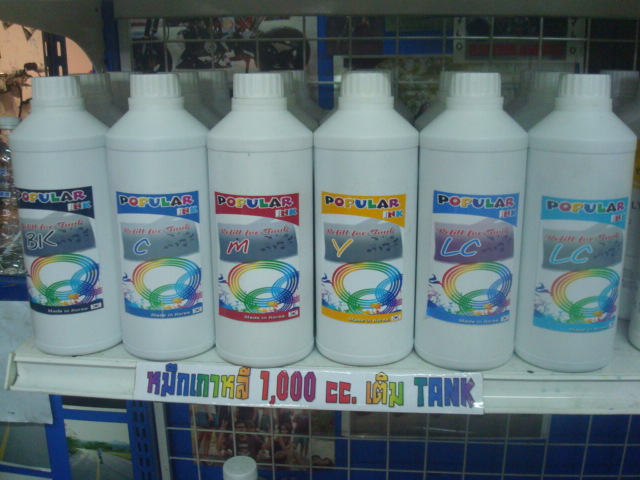 POPULAR INK
Refill for Tank
BK
Made in Korea
POPULAR INK
Refill for Tank
C
Made in Korea
POPULAR INK
Refill for Tank
M
Made in Korea
POPULAR INK
Refill for Tank
Y
Made in Korea
POPULAR INK
Refill for Tank
LC
Made in Korea
POPULAR INK
Refill for Tank
LC
Made in Korea
หมึกเกาหลี 1,000 cc. เติม TANK